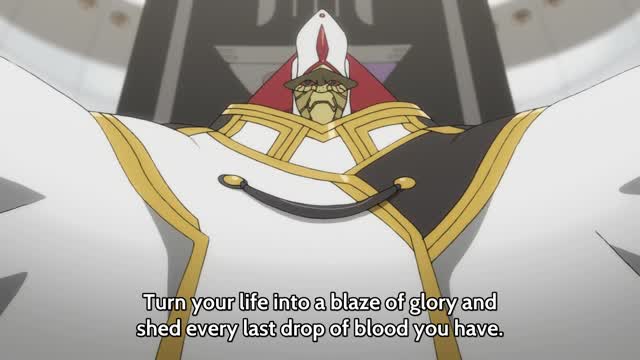 Turn your life into a blaze of glory and
shed every last drop of blood you have.